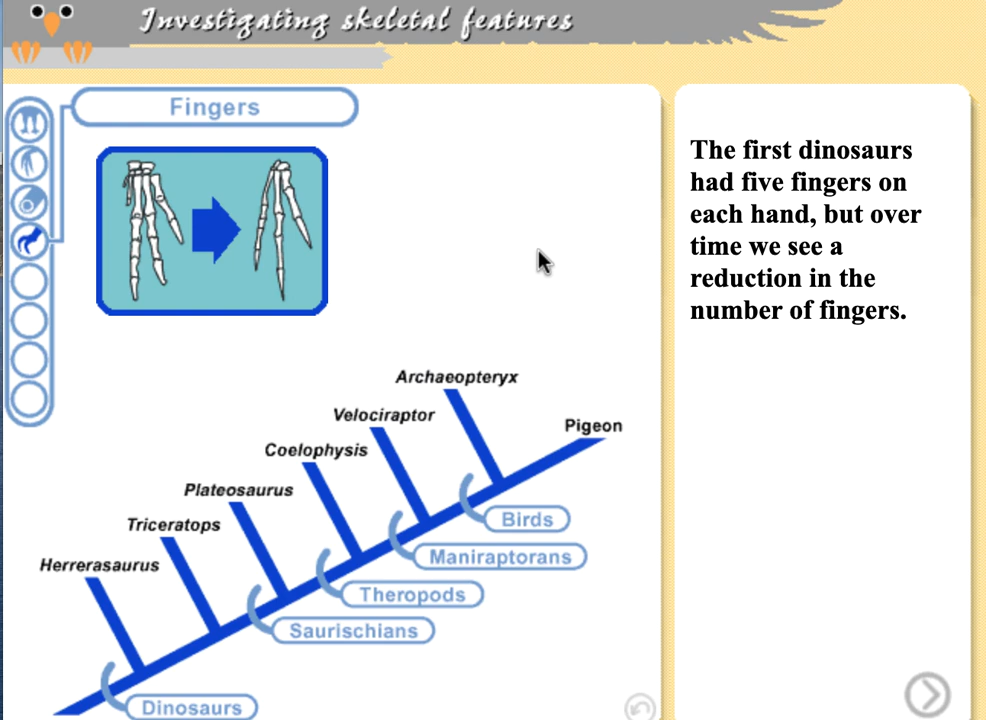 Investigating skeletal features
Fingers
The first dinosaurs
had five fingers on
each hand, but over
time we see a
reduction in the
number of fingers.
Archaeopteryx
Velociraptor
Pigeon
Coelophysis
Plateosaurus
Triceratops
Herrerasaurus
Birds
Maniraptorans
Theropods
Saurischians
Dinosaurs